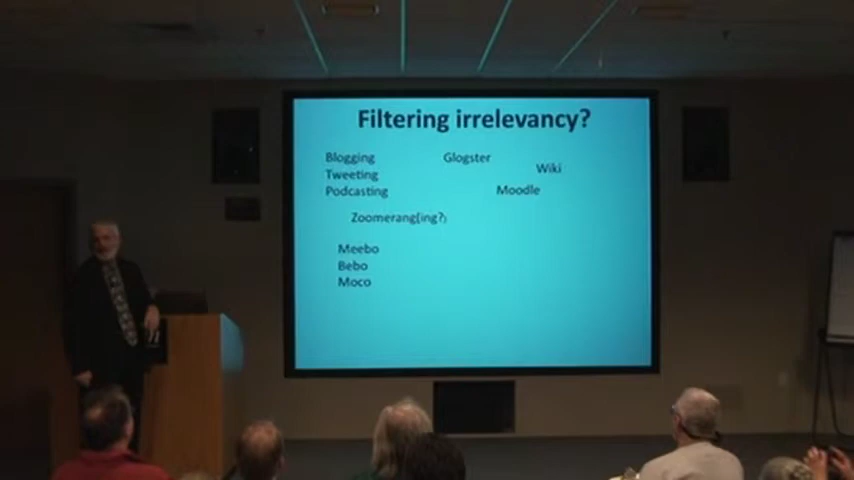 Filtering irrelevancy?
Blogging
Glogster
Wiki
Tweeting
Podcasting
Moodle
Zoomerang(ing?)
Meebo
Bebo
Moco